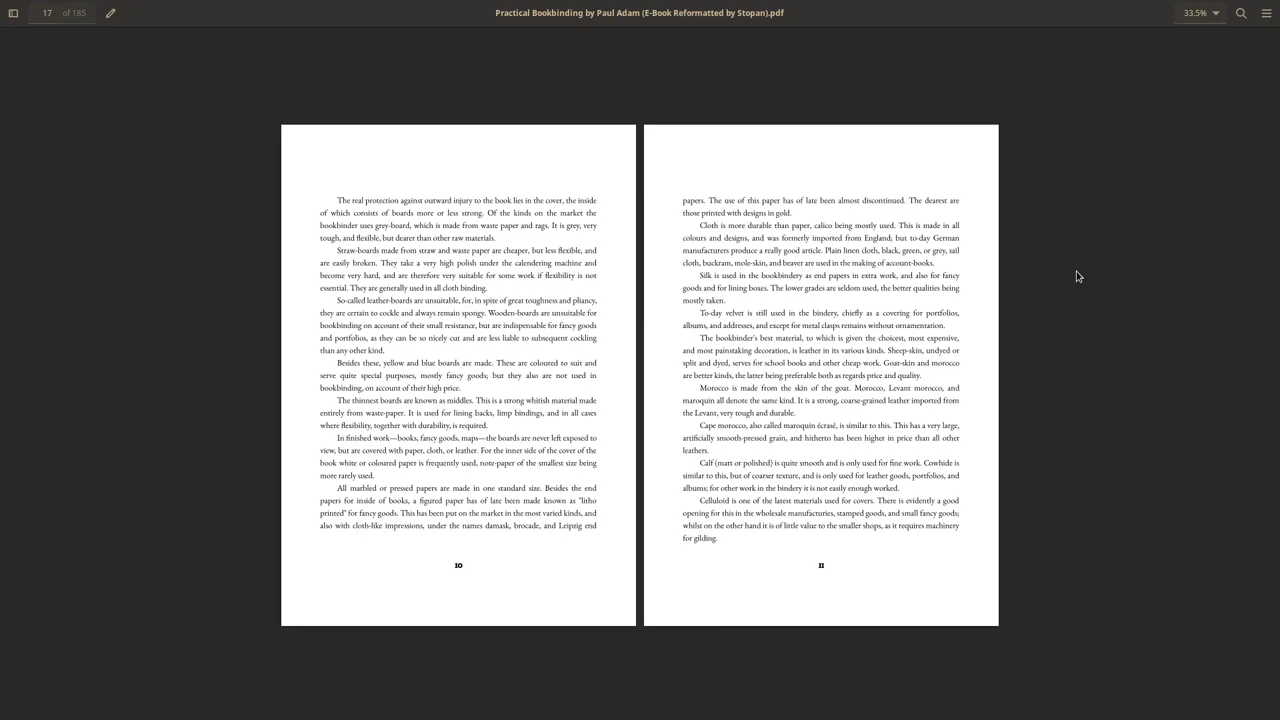 17 of 185
Practical Bookbinding by Paul Adam (E-Book Reformatted by Stopan).pdf
33.5%
The real protection against outward injury to the book lies in the cover, the inside
of which consists of boards more or less strong. Of the kinds on the market the
bookbinder uses grey-board, which is made from waste paper and rags. It is grey, very
tough, and flexible, but dearer than other raw materials.
Straw-boards made from straw and waste paper are cheaper, but less flexible, and
are easily broken. They take a very high polish under the calendering machine and
become very hard, and are therefore very suitable for some work if flexibility is not
essential. They are generally used in all cloth binding.
So-called leather-boards are unsuitable, for, in spite of great toughness and pliancy,
they are certain to cockle and always remain spongy. Wooden-boards are unsuitable for
bookbinding on account of their small resistance, but are indispensable for fancy goods
and portfolios, as they can be so nicely cut and are less liable to subsequent cockling
than any other kind.
Besides these, yellow and blue boards are made. These are coloured to suit and
serve quite special purposes, mostly fancy goods; but they also are not used in
bookbinding, on account of their high price.
The thinnest boards are known as middles. This is a strong whitish material made
entirely from waste-paper. It is used for lining backs, limp bindings, and in all cases
where flexibility, together with durability, is required.
In finished work—books, fancy goods, maps—the boards are never left exposed to
view, but are covered with paper, cloth, or leather. For the inner side of the cover of the
book white or coloured paper is frequently used, note-paper of the smallest size being
more rarely used.
All marbled or pressed papers are made in one standard size. Besides the end
papers for inside of books, a figured paper has of late been made known as "litho
printed" for fancy goods. This has been put on the market in the most varied kinds, and
also with cloth-like impressions, under the names damask, brocade, and Leipzig end
10
papers. The use of this paper has of late been almost discontinued. The dearest are
those printed with designs in gold.
Cloth is more durable than paper, calico being mostly used. This is made in all
colours and designs, and was formerly imported from England; but to-day German
manufacturers produce a really good article. Plain linen cloth, black, green, or grey, sail
cloth, buckram, mole-skin, and beaver are used in the making of account-books.
Silk is used in the bookbindery as end papers in extra work, and also for fancy
goods and for lining boxes. The lower grades are seldom used, the better qualities being
mostly taken.
To-day velvet is still used in the bindery, chiefly as a covering for portfolios,
albums, and addresses, and except for metal clasps remains without ornamentation.
The bookbinder's best material, to which is given the choicest, most expensive,
and most painstaking decoration, is leather in its various kinds. Sheep-skin, undyed or
split and dyed, serves for school books and other cheap work. Goat-skin and morocco
are better kinds, the latter being preferable both as regards price and quality.
Morocco is made from the skin of the goat. Morocco, Levant morocco, and
maroquin all denote the same kind. It is a strong, coarse-grained leather imported from
the Levant, very tough and durable.
Cape morocco, also called maroquin écrasé, is similar to this. This has a very large,
artificially smooth-pressed grain, and hitherto has been higher in price than all other
leathers.
Calf (matt or polished) is quite smooth and is only used for fine work. Cowhide is
similar to this, but of coarser texture, and is only used for leather goods, portfolios, and
albums; for other work in the bindery it is not easily enough worked.
Celluloid is one of the latest materials used for covers. There is evidently a good
opening for this in the wholesale manufacturies, stamped goods, and small fancy goods;
whilst on the other hand it is of little value to the smaller shops, as it requires machinery
for gilding.
11